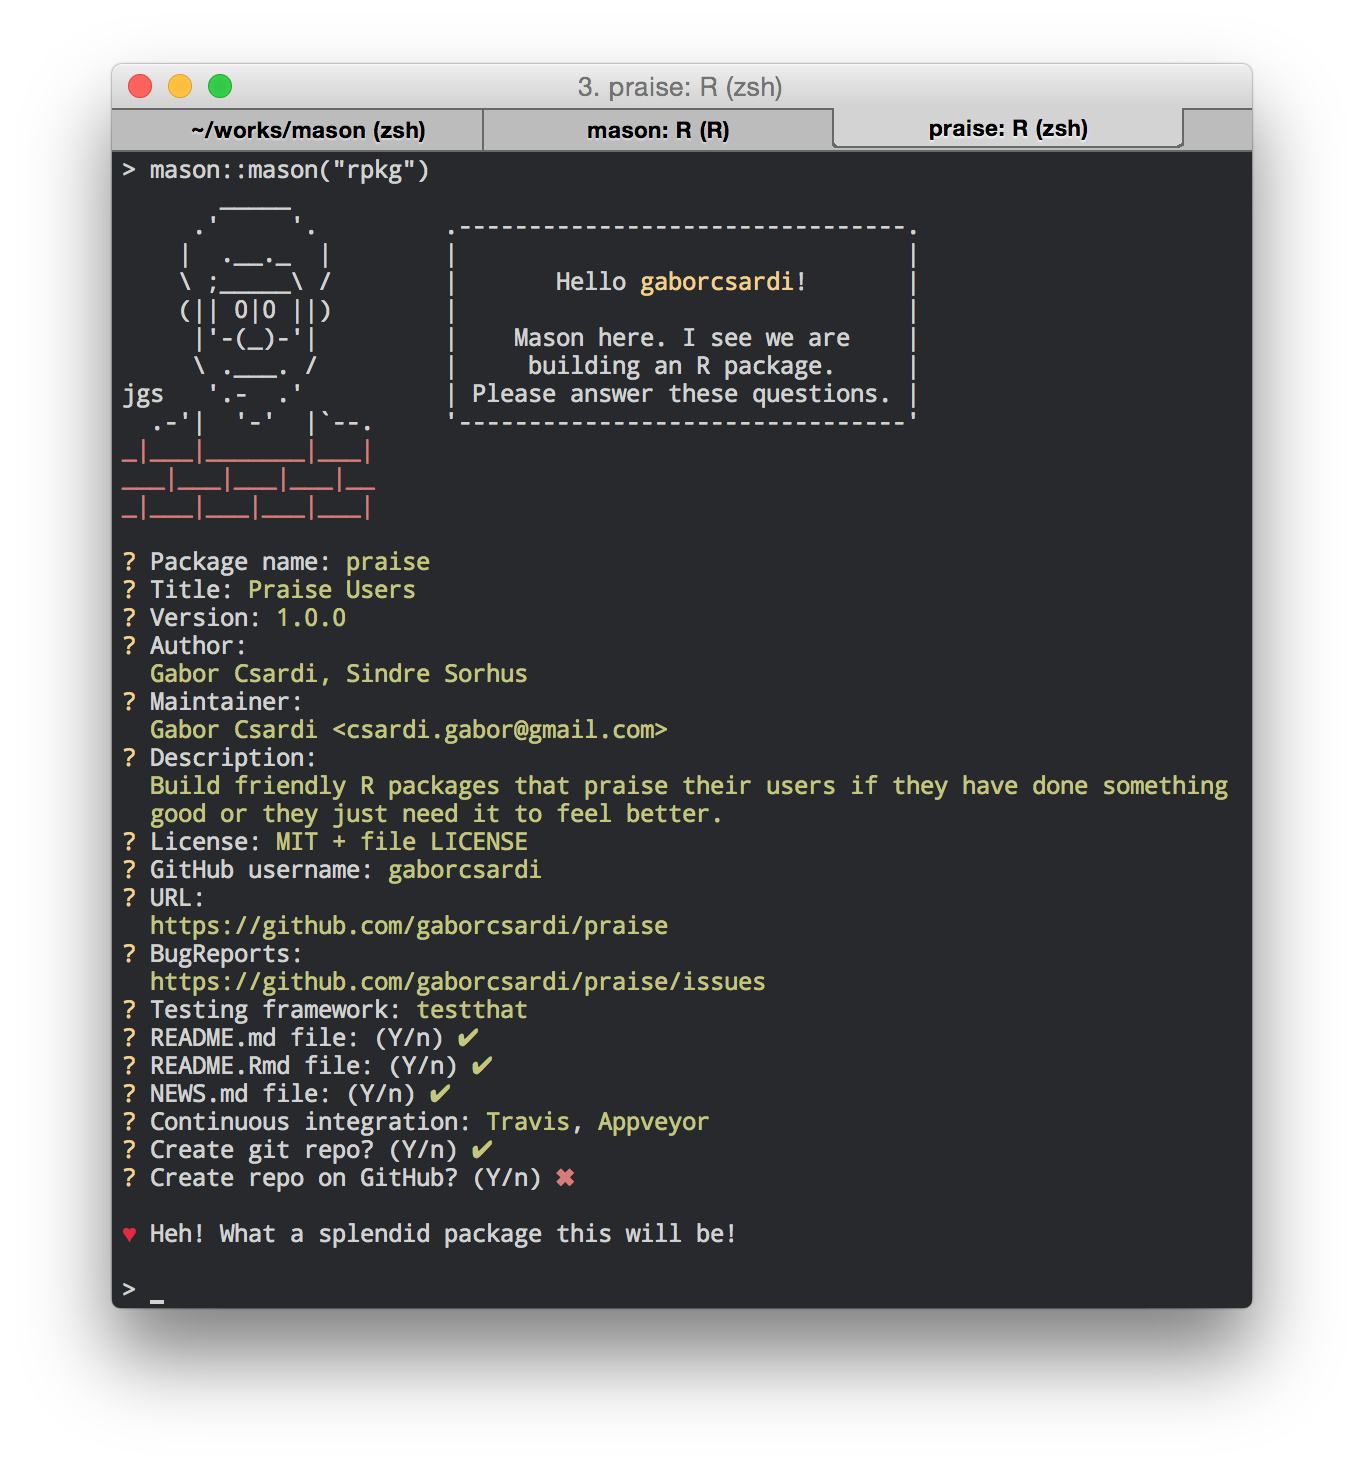 3. praise: R (zsh)
~/works/mason (zsh) mason: R (R) praise: R (zsh)
> mason::mason("rpkg")
Hello gaborcsardi!
Mason here. I see we are
building an R package.
jgs
Please answer these questions.
? Package name: praise
? Title: Praise Users
? Version: 1.0.0
? Author:
Gabor Csardi, Sindre Sorhus
? Maintainer:
Gabor Csardi <csardi.gabor@gmail.com>
? Description:
Build friendly R packages that praise their users if they have done something
good or they just need it to feel better.
? License: MIT + file LICENSE
? GitHub username: gaborcsardi
? URL:
https://github.com/gaborcsardi/praise
? BugReports:
https://github.com/gaborcsardi/praise/issues
? Testing framework: testthat
? README.md file: (Y/n) ✔
? README.Rmd file: (Y/n) ✔
? NEWS.md file: (Y/n) ✔
? Continuous integration: Travis, Appveyor
? Create git repo? (Y/n) ✔
? Create repo on GitHub? (Y/n) ✖
♥ Heh! What a splendid package this will be!
> _